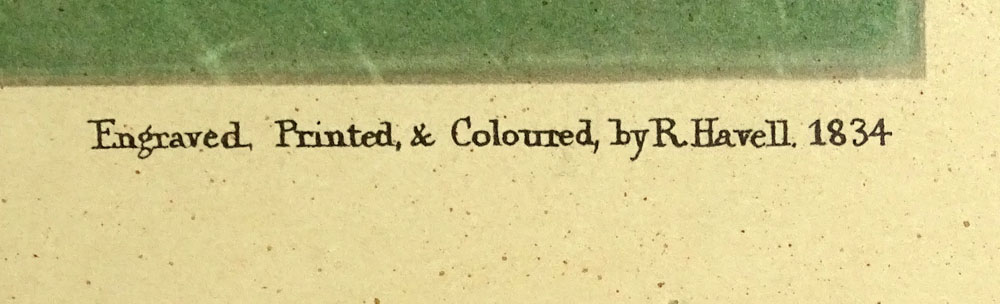 Engraved, Printed, & Coloured, by R. Havell. 1834